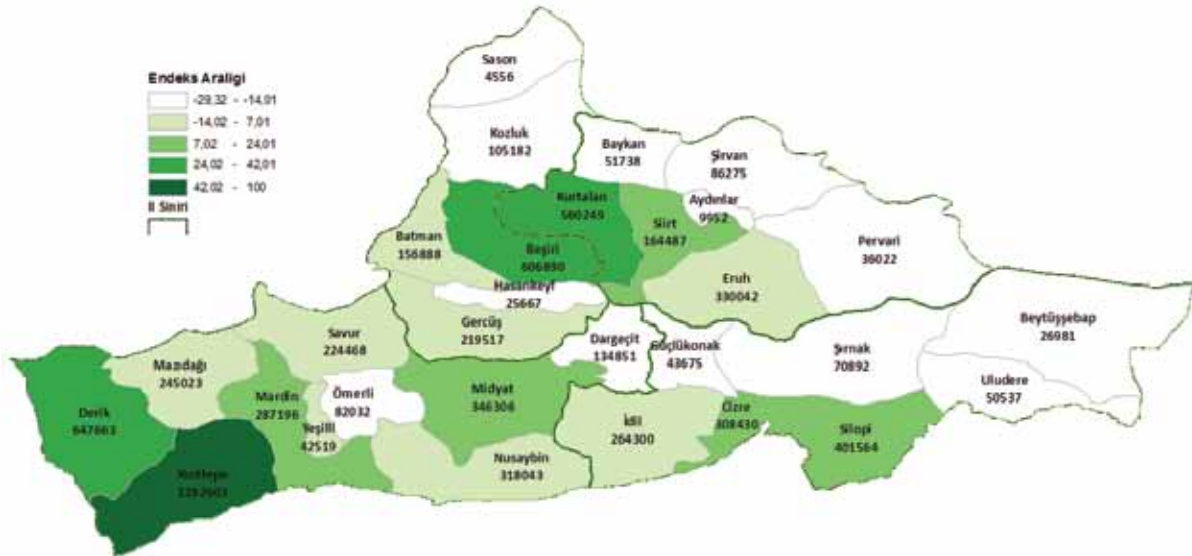 Endeks Araligi
-29,32 - -14,01
-14,02 - 7,01
7,02 - 24,01
24,02 - 42,01
42,02 - 100
Il Siniri
Sason
4556
Kozluk
105182
Baykan
51738
Şirvan
86275
Kurtalan
560249
Aydınlar
9952
Siirt
164487
Pervari
36022
Batman
156888
Beşiri
606890
Eruh
330042
Hasankeyf
25667
Gercüş
219517
Beytüşşebap
26981
Savur
224468
Dargeçit
134851
Güçlükonak
43675
Şırnak
70892
Mazıdağı
245023
Uludere
50537
Mardin
287196
Ömerli
82032
Midyat
346306
Derik
647663
Yeşilli
42519
İdil
264300
Cizre
308430
Silopi
401564
Nusaybin
318043
Kızıltepe